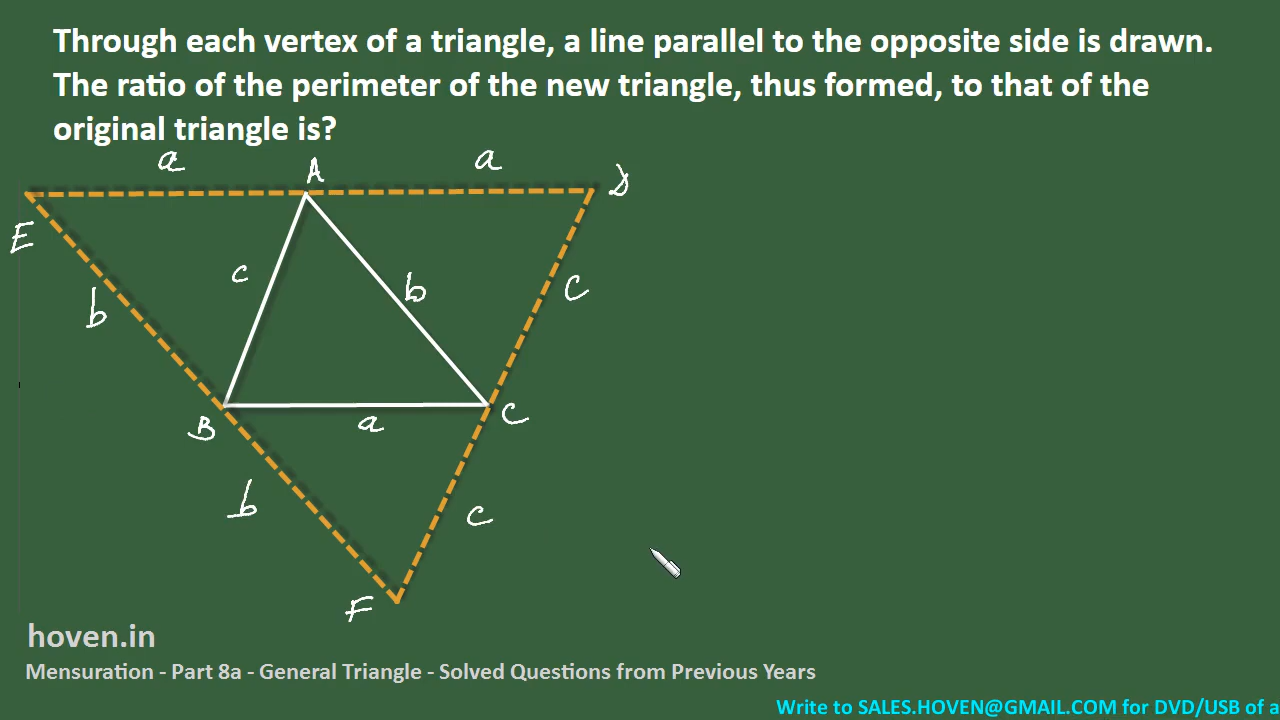 Through each vertex of a triangle, a line parallel to the opposite side is drawn.
The ratio of the perimeter of the new triangle, thus formed, to that of the
original triangle is?
a A a D
E
c b c
b
B a C
b c
F
hoven.in
Mensuration - Part 8a - General Triangle - Solved Questions from Previous Years
Write to SALES.HOVEN@GMAIL.COM for DVD/USB of a